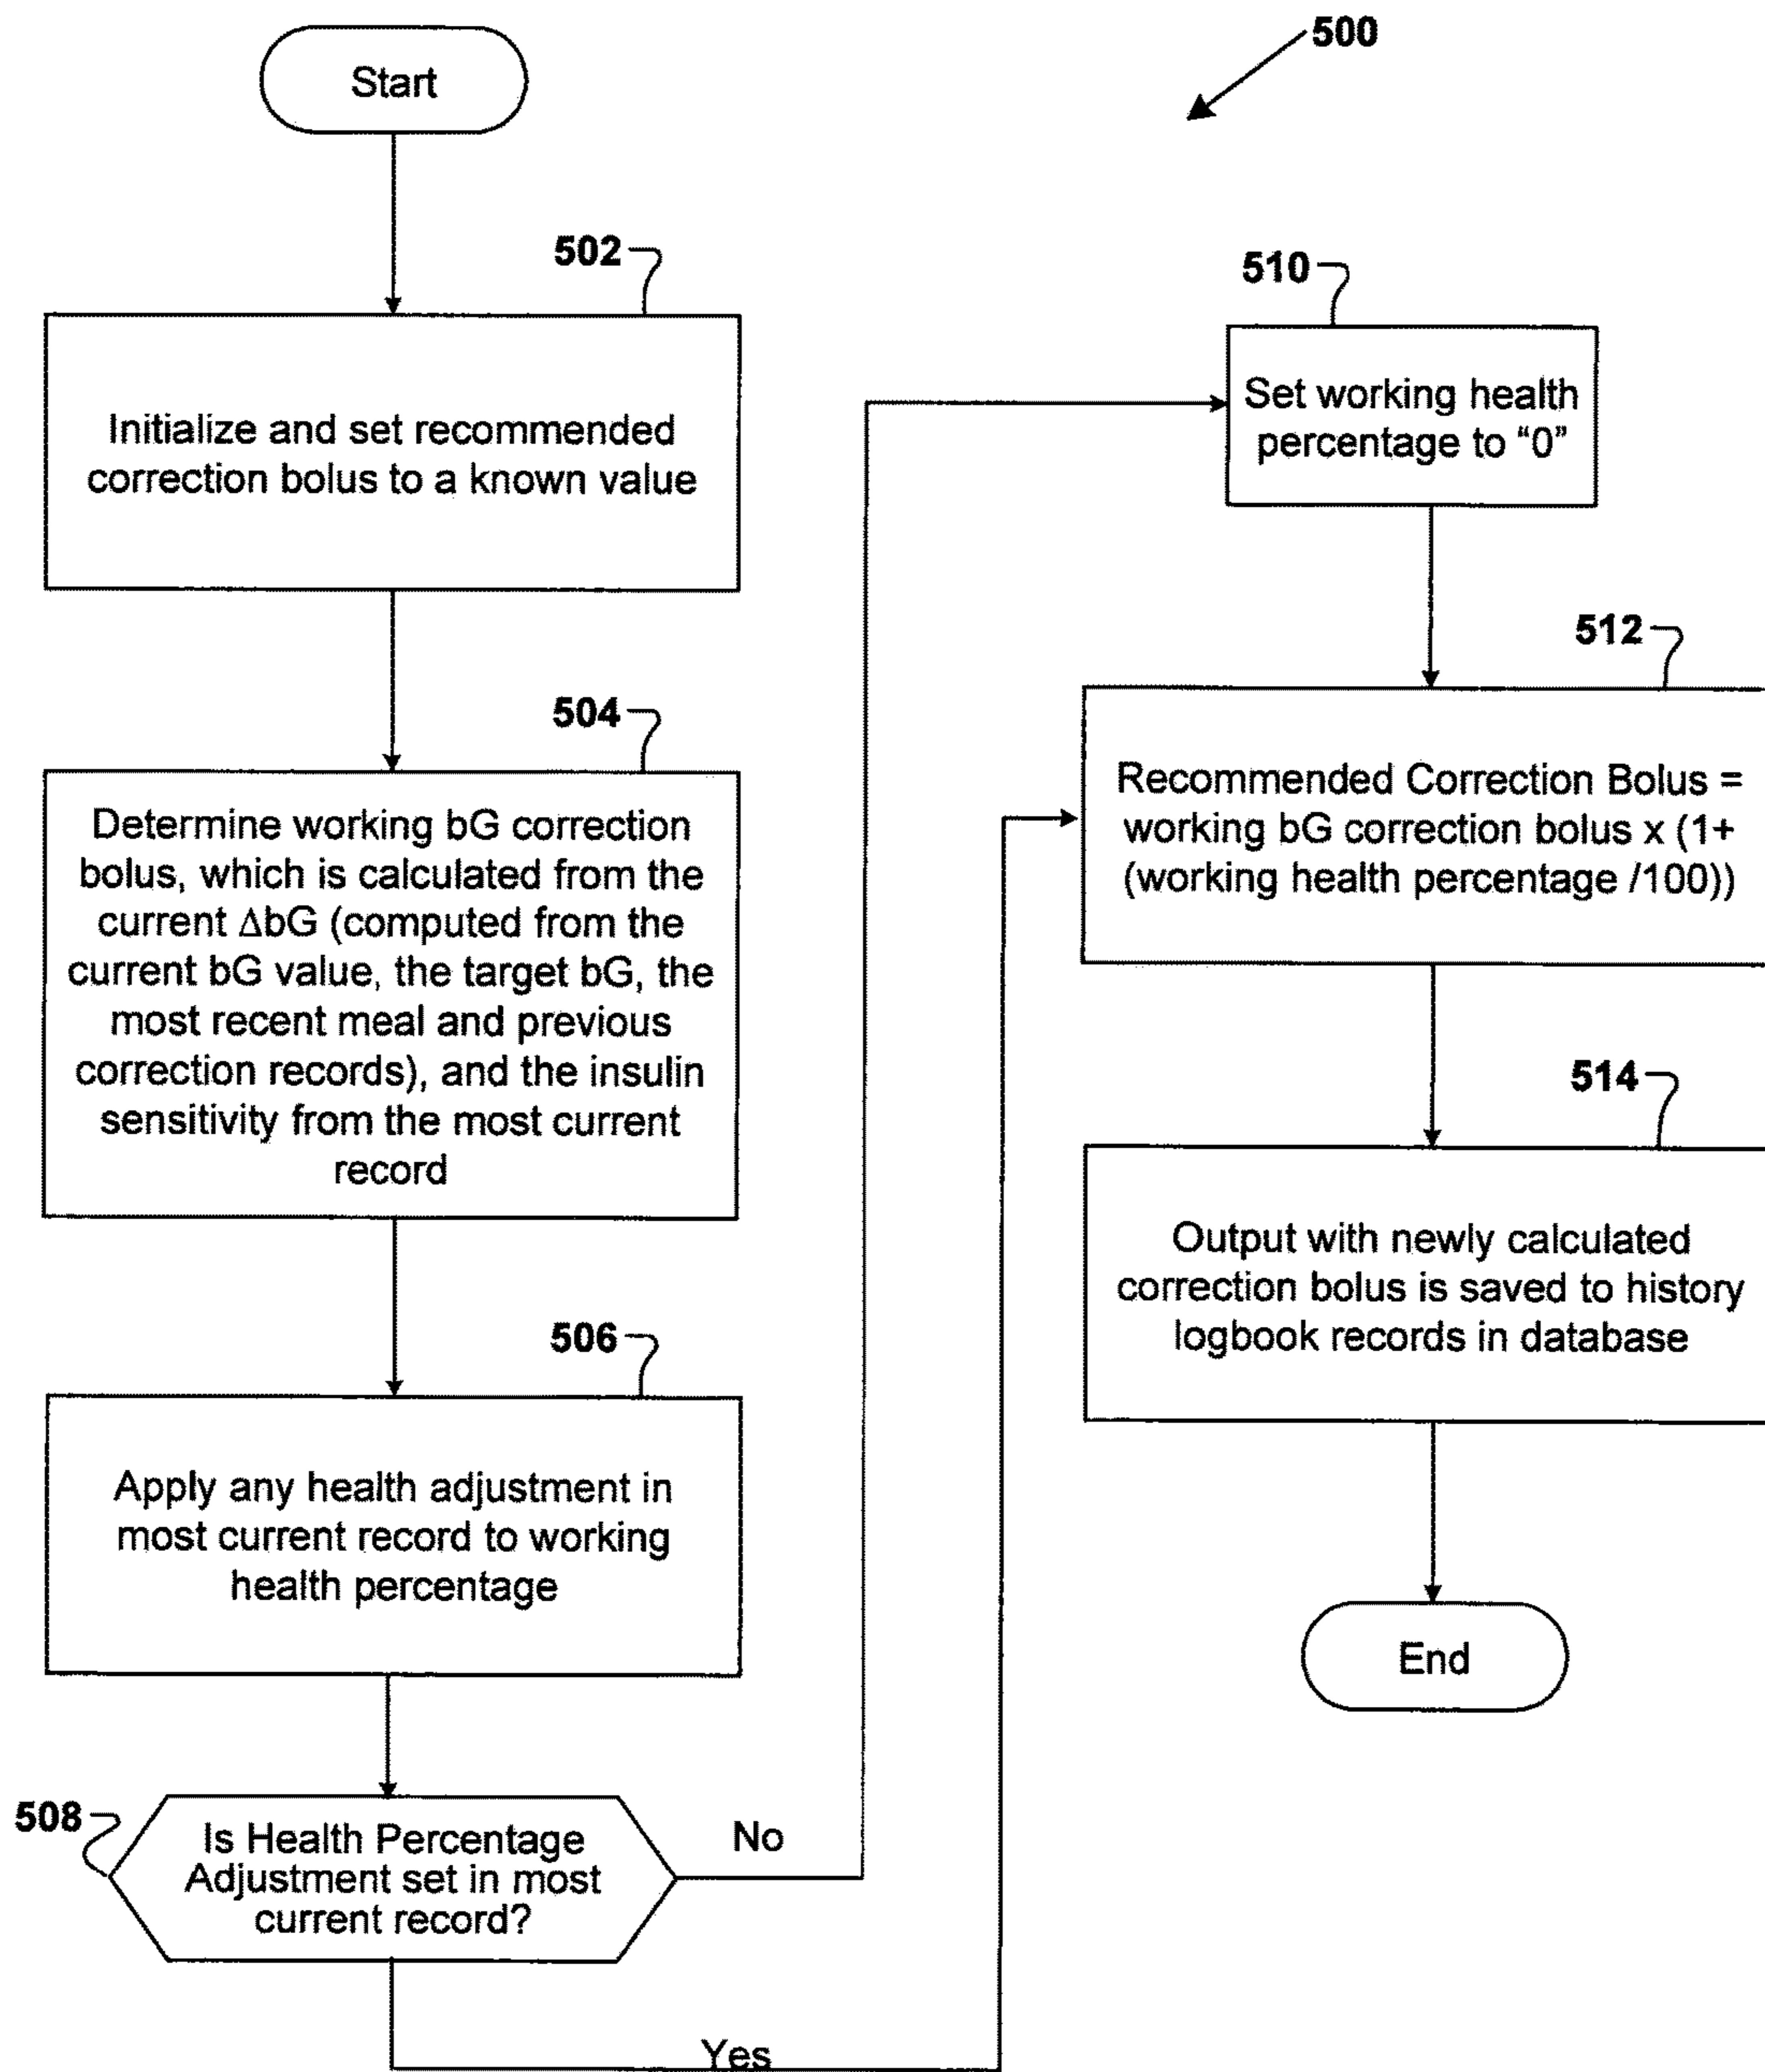 Start
500
502
Initialize and set recommended
correction bolus to a known value
504
Determine working bG correction
bolus, which is calculated from the
current ΔbG (computed from the
current bG value, the target bG, the
most recent meal and previous
correction records), and the insulin
sensitivity from the most current
record
506
Apply any health adjustment in
most current record to working
health percentage
508
Is Health Percentage
Adjustment set in most
current record?
No
Yes
510
Set working health
percentage to “0”
512
Recommended Correction Bolus =
working bG correction bolus x (1+
(working health percentage /100))
514
Output with newly calculated
correction bolus is saved to history
logbook records in database
End